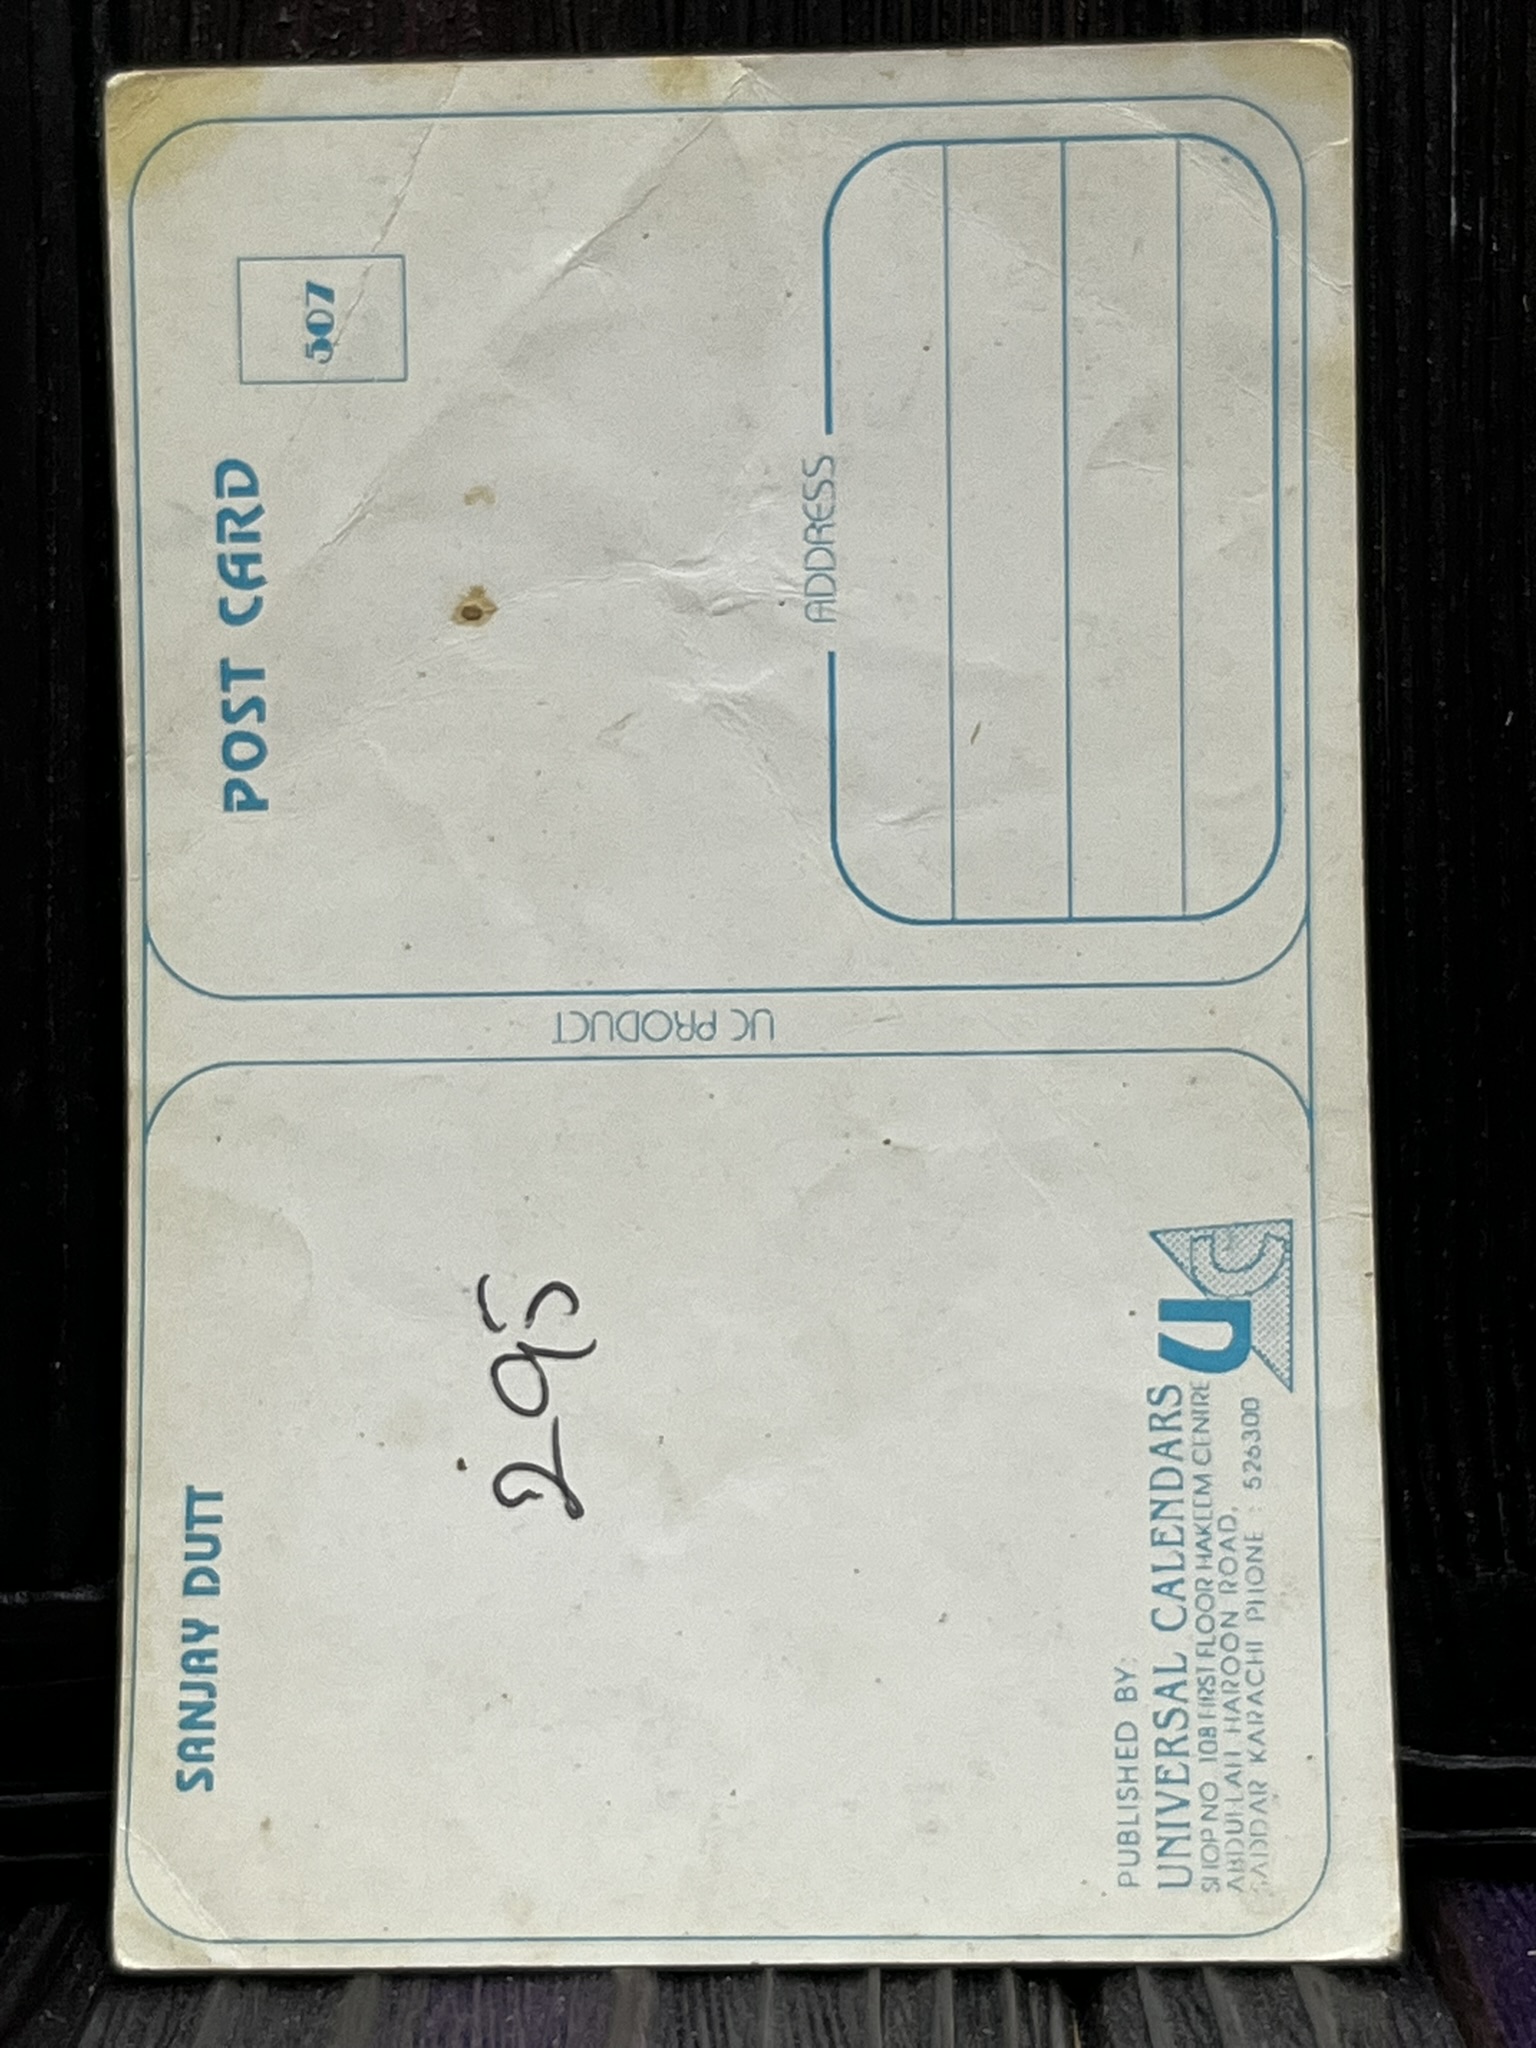 SANJAY DUTT
295
PUBLISHED BY:
UNIVERSAL CALENDARS
SHOP NO. 108 FIRST FLOOR HAKEEM CENTRE
ABDULLAH HAROON ROAD,
SADDAR KARACHI PHONE : 526300
UC
UC PRODUCT
POST CARD
507
ADDRESS